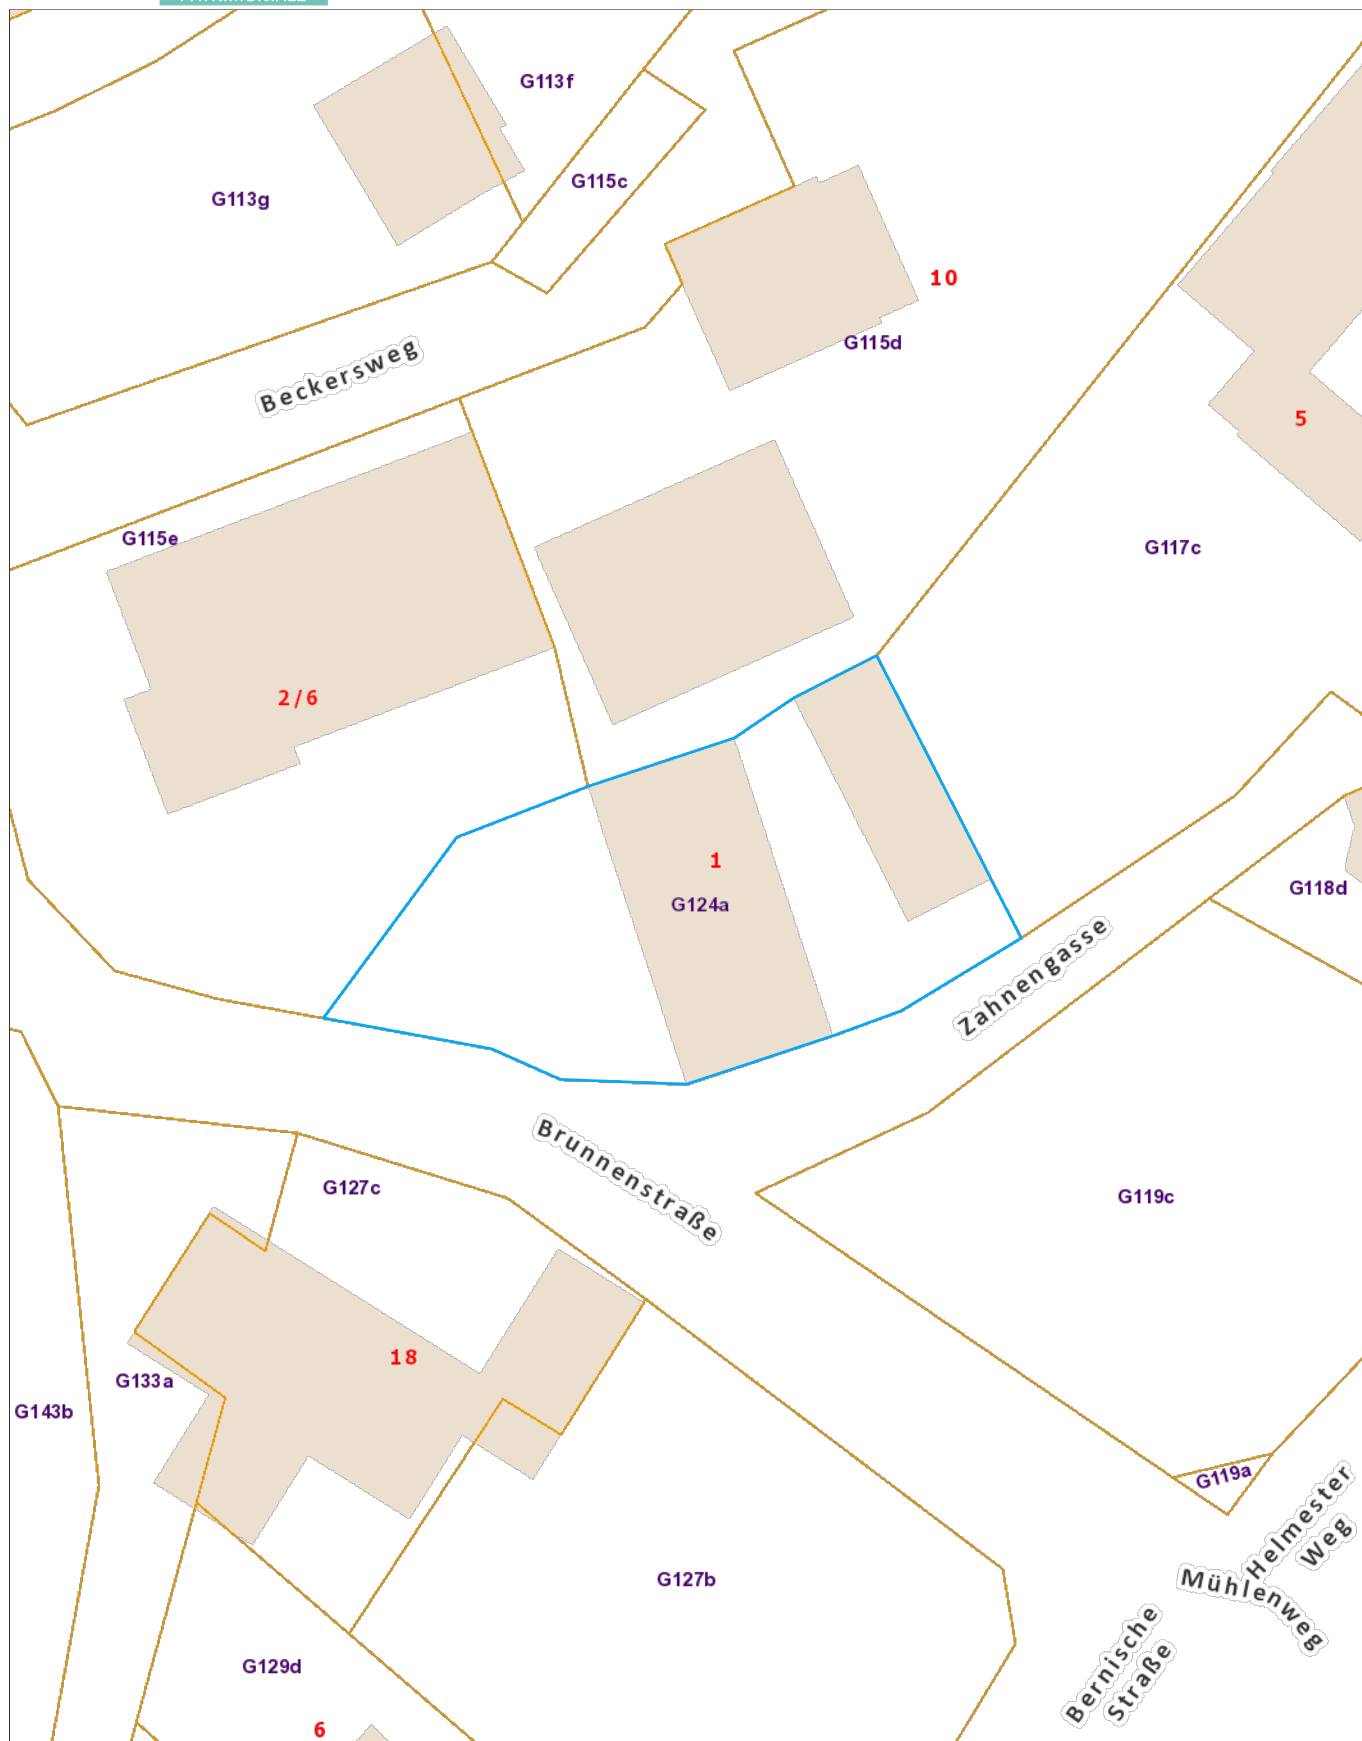 G113f
G115c
G113g
10
G115d
Beckersweg
5
G115e
G117c
2 / 6
1
G124a
G118d
Zahnengasse
Brunnenstraße
G127c
G119c
18
G133a
G143b
G119a
Helmester
Weg
Mühlenweg
G127b
Bernische
Straße
G129d
6